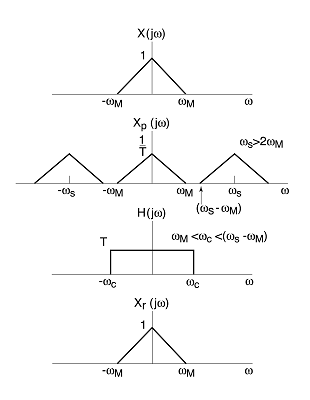 X(jω)
1
-ωM ωM ω
Xp (jω)
1/T ωs>2ωM
-ωs -ωM ωM ωs ω
(ωs -ωM)
H(jω)
T ωM <ωc <(ωs -ωM)
-ωc ωc ω
Xr (jω)
1
-ωM ωM ω